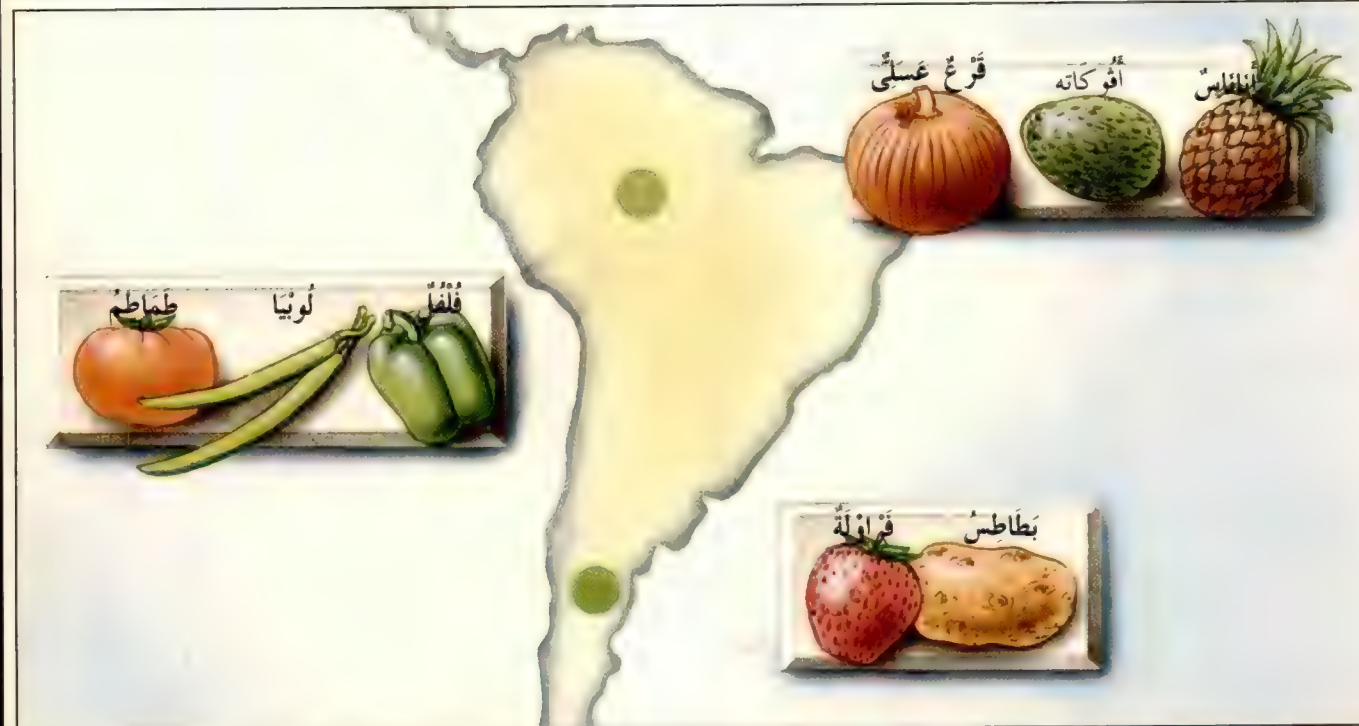 أَنَانَاسٌ
أَفُوكَاتَه
قَرْعٌ عَسَلِىٌّ
فُلْفُلٌ
لُوبْيَا
طَمَاطِمُ
بَطَاطِسُ
فَرَاوْلَةٌ